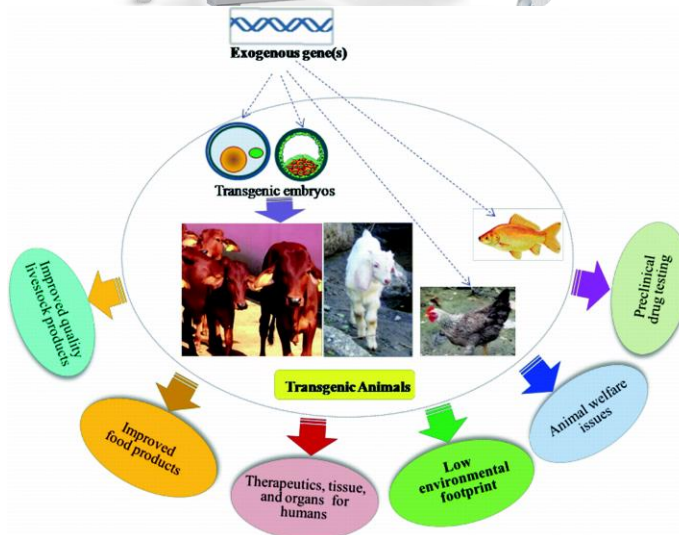 Exogenous gene(s)
Transgenic embryos
Transgenic Animals
Improved quality
livestock products
Improved
food products
Therapeutics, tissue,
and organs for
humans
Low
environmental
footprint
Animal welfare
issues
Preclinical
drug testing